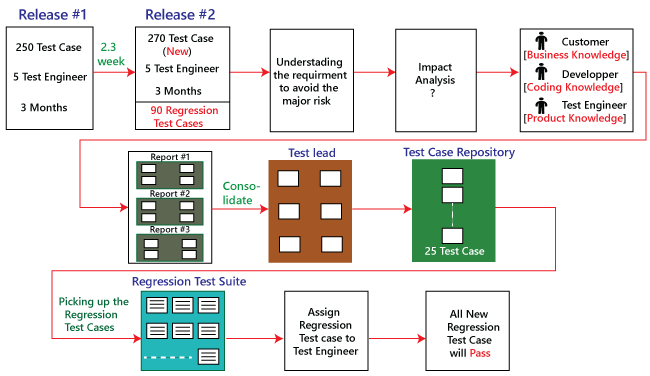 Release #1
Release #2
250 Test Case
5 Test Engineer
3 Months
2.3
week
270 Test Case
(New)
5 Test Engineer
3 Months
90 Regression
Test Cases
Understading
the requirment
to avoid the
major risk
Impact
Analysis
?
Customer
[Business Knowledge]
Developper
[Coding Knowledge]
Test Engineer
[Product Knowledge]
Report #1
Report #2
Report #3
Conso-
lidate
Test lead
Test Case Repository
25 Test Case
Picking up the
Regression
Test Cases
Regression Test Suite
Assign
Regression
Test case to
Test Engineer
All New
Regression
Test Case
will Pass